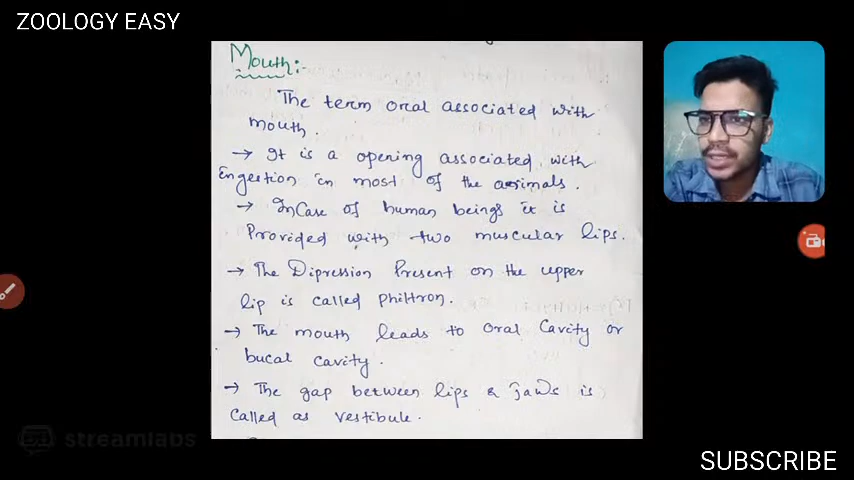 ZOOLOGY EASY
Mouth:-
The term oral associated with
mouth.
→ It is a opening associated with
Engestion in most of the animals.
→ Incase of human beings it is
Provided with two muscular lips.
→ The Dipression Present on the upper
lip is called philtron.
→ The mouth leads to oral cavity or
bucal cavity.
→ The gap between lips & jaws is
called as vestibule.
streamlabs
SUBSCRIBE